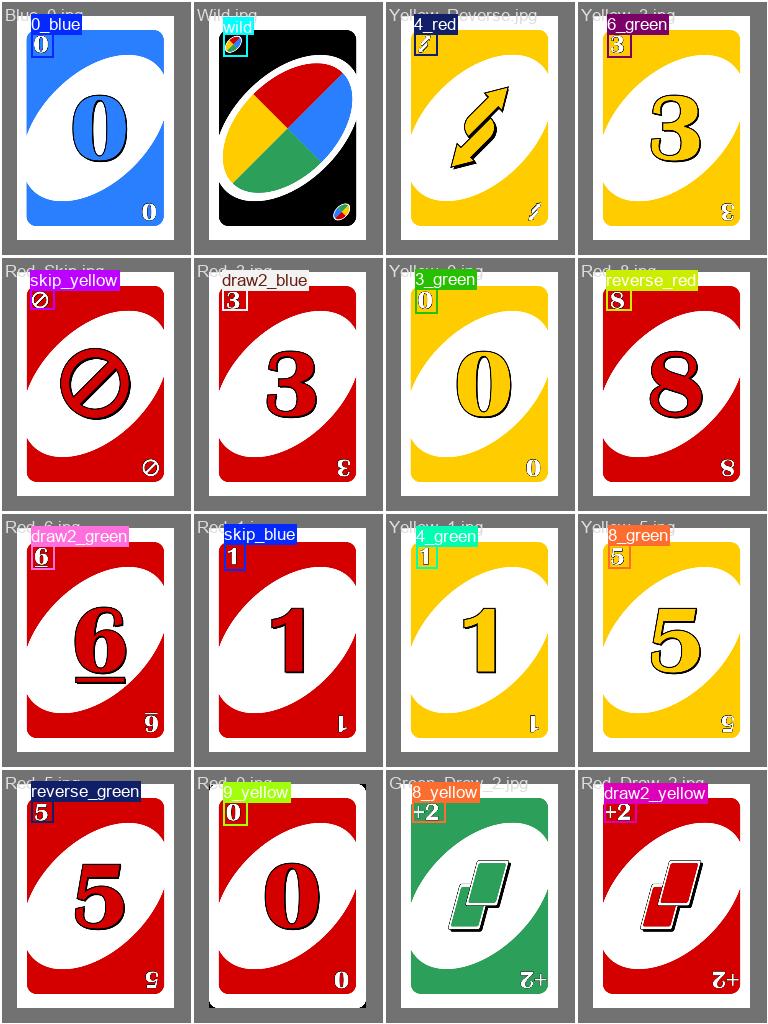 Blue_0.jpg Wild.jpg Yellow_Reverse.jpg Yellow_3.jpg
0_blue wild 4_red 6_green
0 3
0 3
0 3
Red_Skip.jpg Red_3.jpg Yellow_0.jpg Red_8.jpg
skip_yellow draw2_blue 3_green reverse_red
3 0 8
3 0 8
3 0 8
Red_6.jpg Red_1.jpg Yellow_1.jpg Yellow_5.jpg
draw2_green skip_blue 4_green 8_green
6 1 1 5
6 1 1 5
6 1 1 5
Red_5.jpg Red_0.jpg Green_Draw_2.jpg Red_Draw_2.jpg
reverse_green 9_yellow 8_yellow draw2_yellow
5 0 +2 +2
5 0
5 0 +2 +2